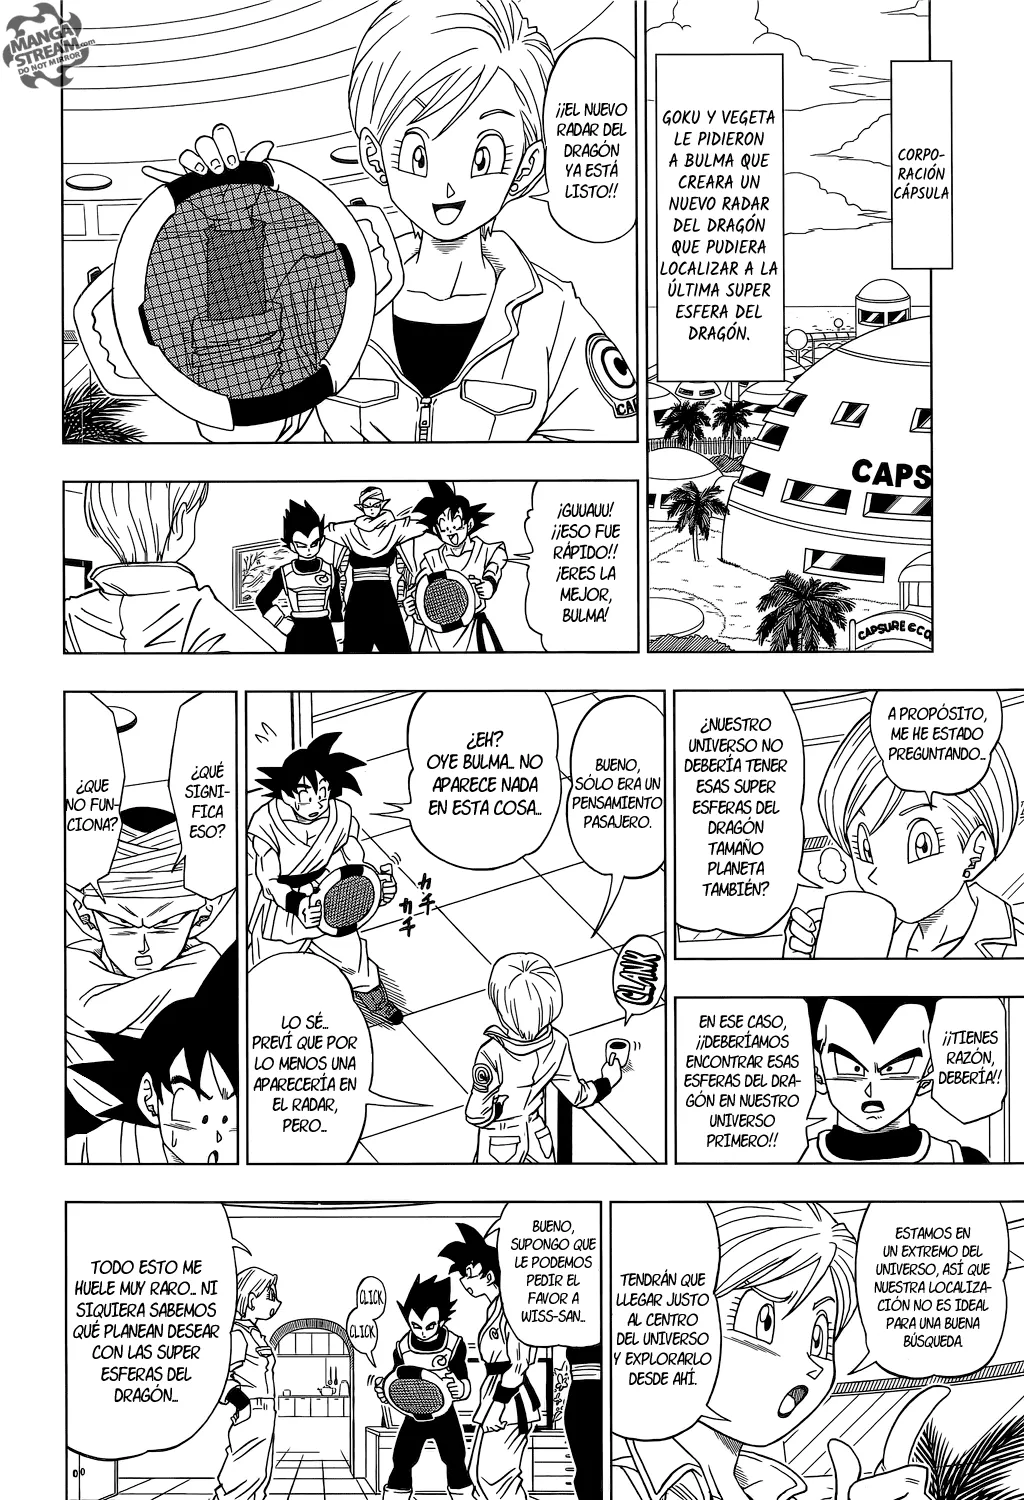 MANGA
STREAM.com
DO NOT MIRROR
CORPO-
RACIÓN
CÁPSULA
GOKU Y VEGETA
LE PIDIERON
A BULMA QUE
CREARA UN
NUEVO RADAR
DEL DRAGÓN
QUE PUDIERA
LOCALIZAR A LA
ÚLTIMA SUPER
ESFERA DEL
DRAGÓN.
CAPS
CAPSURE CCO
¡¡EL NUEVO
RADAR DEL
DRAGÓN
YA ESTÁ
LISTO!!
CAP
¡GUUAUU!
¡¡ESO FUE
RÁPIDO!!
¡ERES LA
MEJOR,
BULMA!
A PROPÓSITO,
ME HE ESTADO
PREGUNTANDO...
¿NUESTRO
UNIVERSO NO
DEBERÍA TENER
ESAS SUPER
ESFERAS DEL
DRAGÓN
TAMAÑO
PLANETA
TAMBIÉN?
¡¡TIENES
RAZÓN,
DEBERÍA!!
EN ESE CASO,
¡¡DEBERÍAMOS
ENCONTRAR ESAS
ESFERAS DEL DRA-
GÓN EN NUESTRO
UNIVERSO
PRIMERO!!
BUENO,
SÓLO ERA UN
PENSAMIENTO
PASAJERO.
CLANK
¿EH?
OYE BULMA... NO
APARECE NADA
EN ESTA COSA...
カチ
カチ
LO SÉ...
PREVÍ QUE POR
LO MENOS UNA
APARECERÍA EN
EL RADAR,
PERO...
¿QUÉ
SIGNI-
FICA
ESO?
¿QUE
NO FUN-
CIONA?
ESTAMOS EN
UN EXTREMO DEL
UNIVERSO, ASÍ QUE
NUESTRA LOCALIZA-
CIÓN NO ES IDEAL
PARA UNA BUENA
BÚSQUEDA
TENDRÁN QUE
LLEGAR JUSTO
AL CENTRO
DEL UNIVERSO
Y EXPLORARLO
DESDE AHÍ.
BUENO,
SUPONGO QUE
LE PODEMOS
PEDIR EL
FAVOR A
WISS-SAN...
CLICK
CLICK
TODO ESTO ME
HUELE MUY RARO... NI
SIQUIERA SABEMOS
QUÉ PLANEAN DESEAR
CON LAS SUPER
ESFERAS DEL
DRAGÓN...